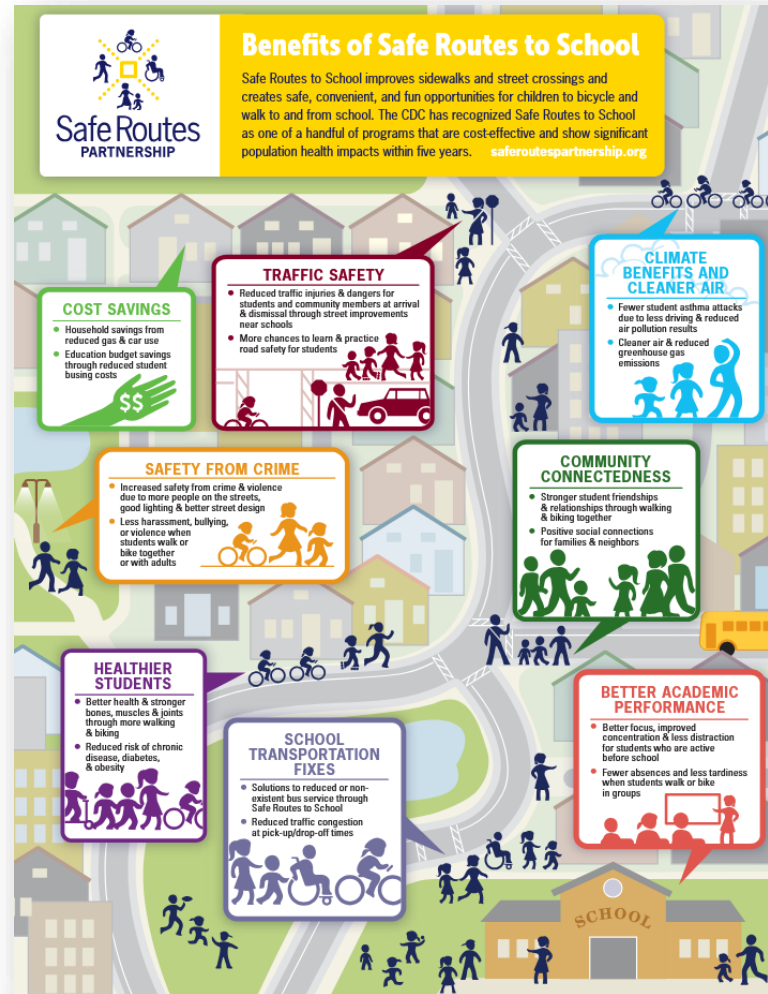 Safe Routes
PARTNERSHIP
Benefits of Safe Routes to School
Safe Routes to School improves sidewalks and street crossings and
creates safe, convenient, and fun opportunities for children to bicycle and
walk to and from school. The CDC has recognized Safe Routes to School
as one of a handful of programs that are cost-effective and show significant
population health impacts within five years. saferoutespartnership.org
COST SAVINGS
Household savings from
reduced gas & car use
Education budget savings
through reduced student
busing costs
$$
TRAFFIC SAFETY
Reduced traffic injuries & dangers for
students and community members at arrival
& dismissal through street improvements
near schools
More chances to learn & practice
road safety for students
CLIMATE
BENEFITS AND
CLEANER AIR
Fewer student asthma attacks
due to less driving & reduced
air pollution results
Cleaner air & reduced
greenhouse gas
emissions
SAFETY FROM CRIME
Increased safety from crime & violence
due to more people on the streets,
good lighting & better street design
Less harassment, bullying,
or violence when
students walk or
bike together
or with adults
COMMUNITY
CONNECTEDNESS
Stronger student friendships
& relationships through walking
& biking together
Positive social connections
for families & neighbors
HEALTHIER
STUDENTS
Better health & stronger
bones, muscles & joints
through more walking
& biking
Reduced risk of chronic
disease, diabetes,
& obesity
SCHOOL
TRANSPORTATION
FIXES
Solutions to reduced or non-
existent bus service through
Safe Routes to School
Reduced traffic congestion
at pick-up/drop-off times
BETTER ACADEMIC
PERFORMANCE
Better focus, improved
concentration & less distraction
for students who are active
before school
Fewer absences and less tardiness
when students walk or bike
in groups
SCHOOL